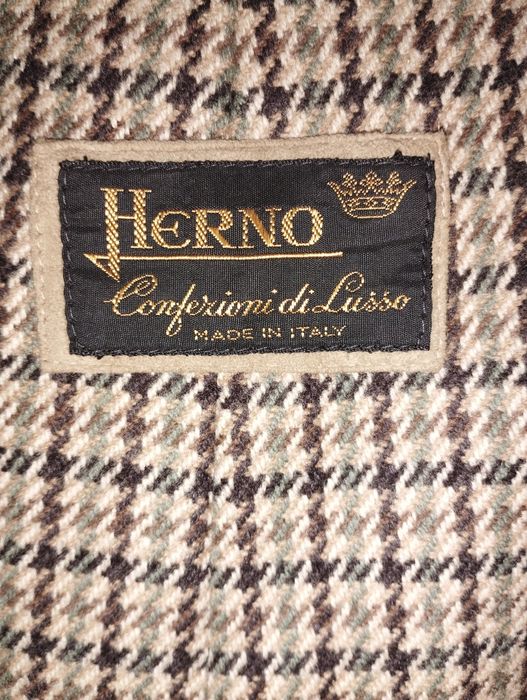 HERNO
Confezioni di Lusso
MADE IN ITALY